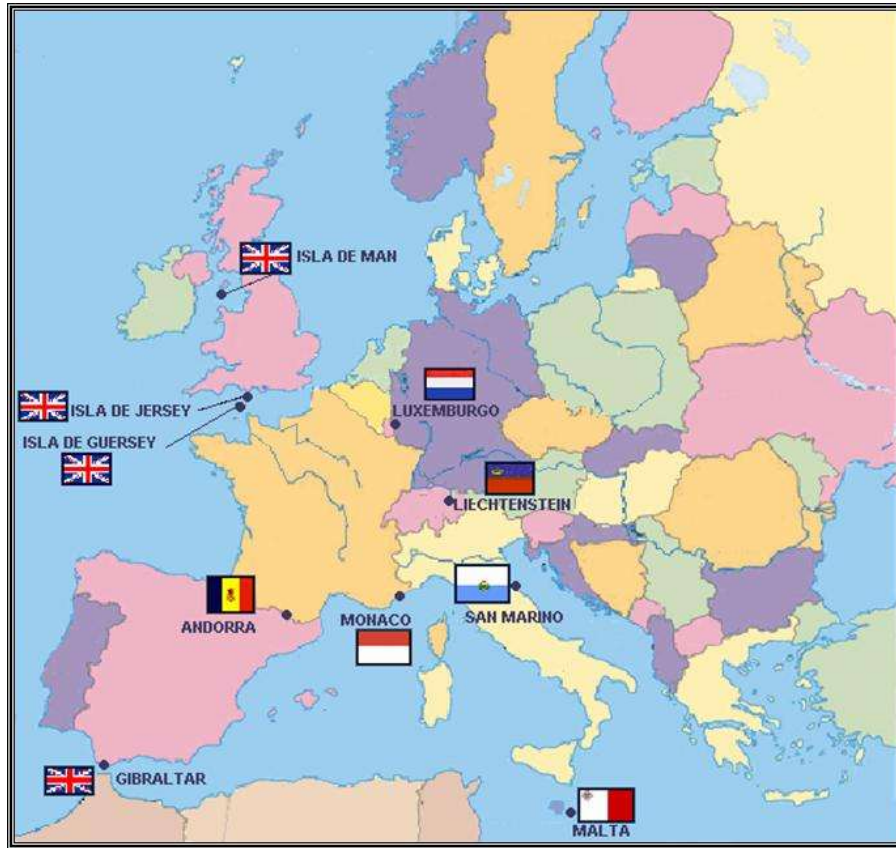 ISLA DE MAN
ISLA DE JERSEY
ISLA DE GUERSEY
LUXEMBURGO
LIECHTENSTEIN
ANDORRA
MONACO
SAN MARINO
GIBRALTAR
MALTA